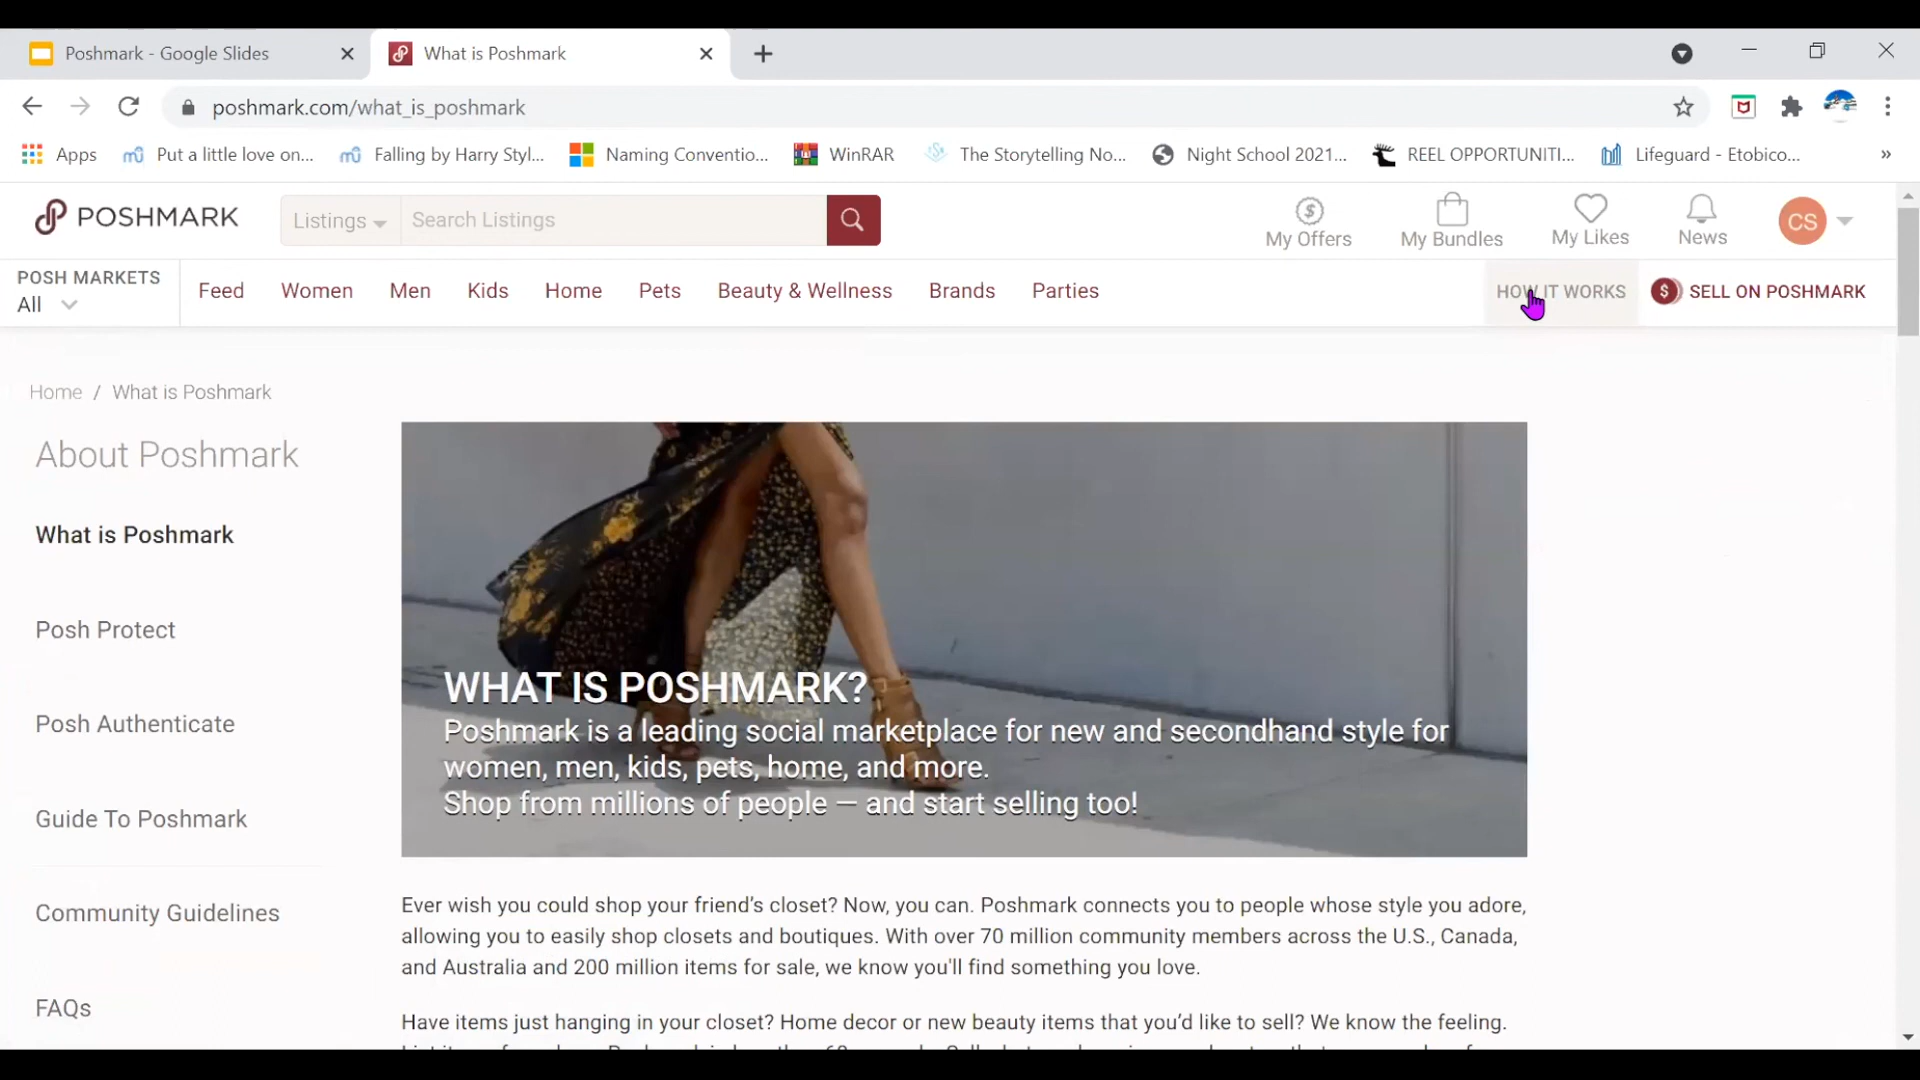 Poshmark - Google Slides
What is Poshmark
poshmark.com/what_is_poshmark
Apps
Put a little love on...
Falling by Harry Styl...
Naming Conventio...
WinRAR
The Storytelling No...
Night School 2021...
REEL OPPORTUNITI...
Lifeguard - Etobico...
»
POSHMARK
Listings
Search Listings
My Offers
My Bundles
My Likes
News
CS
POSH MARKETS
All
Feed
Women
Men
Kids
Home
Pets
Beauty & Wellness
Brands
Parties
HOW IT WORKS
$ SELL ON POSHMARK
Home / What is Poshmark
About Poshmark
What is Poshmark
Posh Protect
Posh Authenticate
Guide To Poshmark
Community Guidelines
FAQs
WHAT IS POSHMARK?
Poshmark is a leading social marketplace for new and secondhand style for
women, men, kids, pets, home, and more.
Shop from millions of people — and start selling too!
Ever wish you could shop your friend's closet? Now, you can. Poshmark connects you to people whose style you adore,
allowing you to easily shop closets and boutiques. With over 70 million community members across the U.S., Canada,
and Australia and 200 million items for sale, we know you'll find something you love.
Have items just hanging in your closet? Home decor or new beauty items that you'd like to sell? We know the feeling.